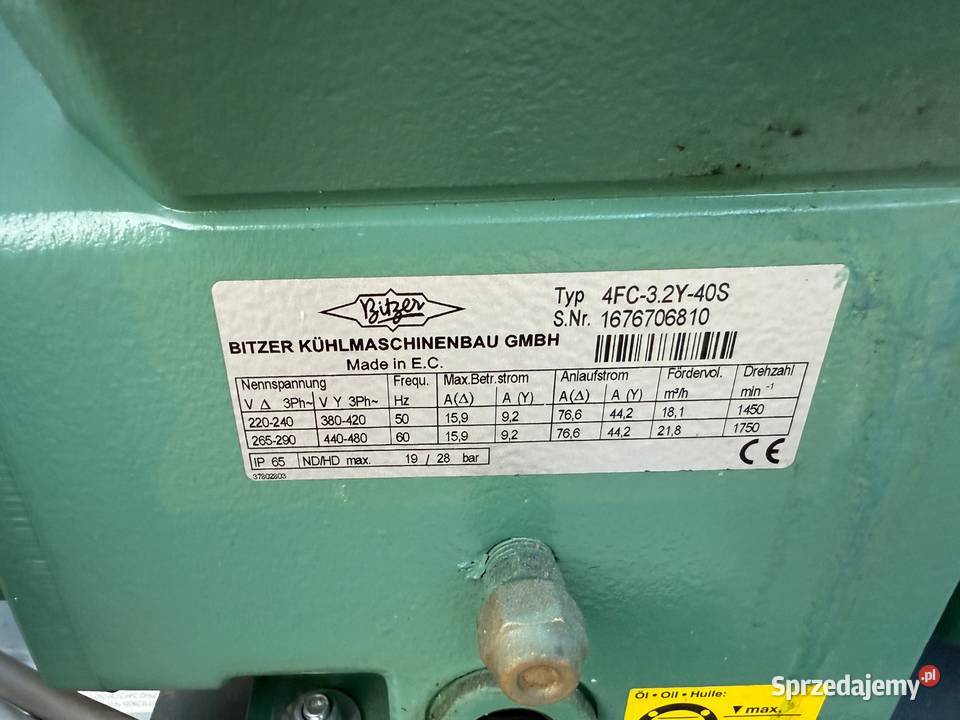 Bitzer
BITZER KÜHLMASCHINENBAU GMBH
Made in E.C.
Typ 4FC-3.2Y-40S
S.Nr. 1676706810
Nennspannung Frequ. Max.Betr.strom Anlaufstrom Fördervol. Drehzahl
V Δ 3Ph~ V Y 3Ph~ Hz A(Δ) A (Y) A(Δ) A (Y) m³/h min -1
220-240 380-420 50 15,9 9,2 76,6 44,2 18,1 1450
265-290 440-480 60 15,9 9,2 76,6 44,2 21,8 1750
IP 65 ND/HD max. 19 / 28 bar
CE
37802803
Öl • Oil • Huile:
▼max.
Sprzedajemy.pl